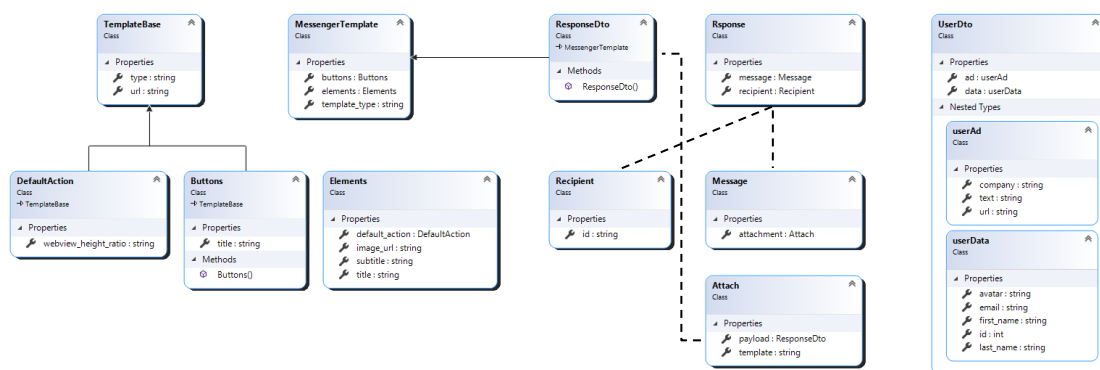 TemplateBase
Class
Properties
type : string
url : string
MessengerTemplate
Class
Properties
buttons : Buttons
elements : Elements
template_type : string
ResponseDto
Class
MessengerTemplate
Methods
ResponseDto()
Rsponse
Class
Properties
message : Message
recipient : Recipient
UserDto
Class
Properties
ad : userAd
data : userData
Nested Types
userAd
Class
Properties
company : string
text : string
url : string
userData
Class
Properties
avatar : string
email : string
first_name : string
id : int
last_name : string
DefaultAction
Class
TemplateBase
Properties
webview_height_ratio : string
Buttons
Class
TemplateBase
Properties
title : string
Methods
Buttons()
Elements
Class
Properties
default_action : DefaultAction
image_url : string
subtitle : string
title : string
Recipient
Class
Properties
id : string
Message
Class
Properties
attachment : Attach
Attach
Class
Properties
payload : ResponseDto
template : string